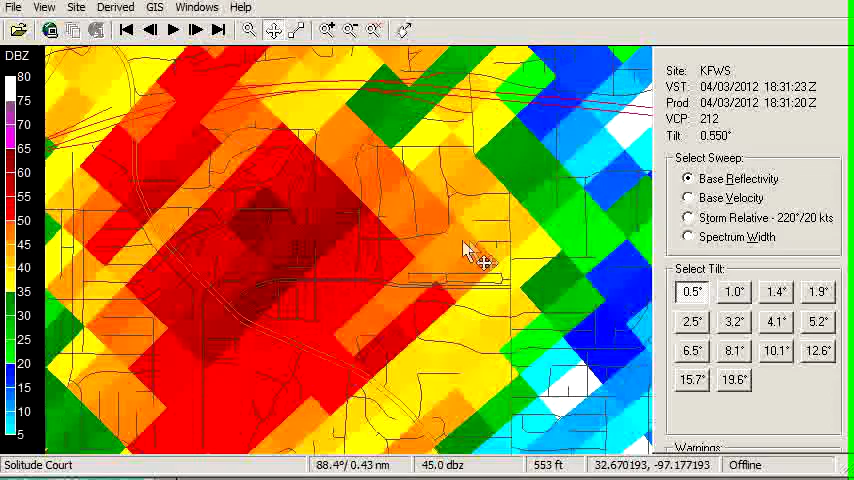 File View Site Derived GIS Windows Help
DBZ
80
75
70
65
60
55
50
45
40
35
30
25
20
15
10
5
Site: KFWS
VST: 04/03/2012 18:31:23Z
Prod 04/03/2012 18:31:20Z
VCP: 212
Tilt 0.550°
Select Sweep:
Base Reflectivity
Base Velocity
Storm Relative - 220°/20 kts
Spectrum Width
Select Tilt:
0.5° 1.0° 1.4° 1.9°
2.5° 3.2° 4.1° 5.2°
6.5° 8.1° 10.1° 12.6°
15.7° 19.6°
Warnings:
Solitude Court 88.4°/ 0.43 nm 45.0 dbz 553 ft 32.670193, -97.177193 Offline